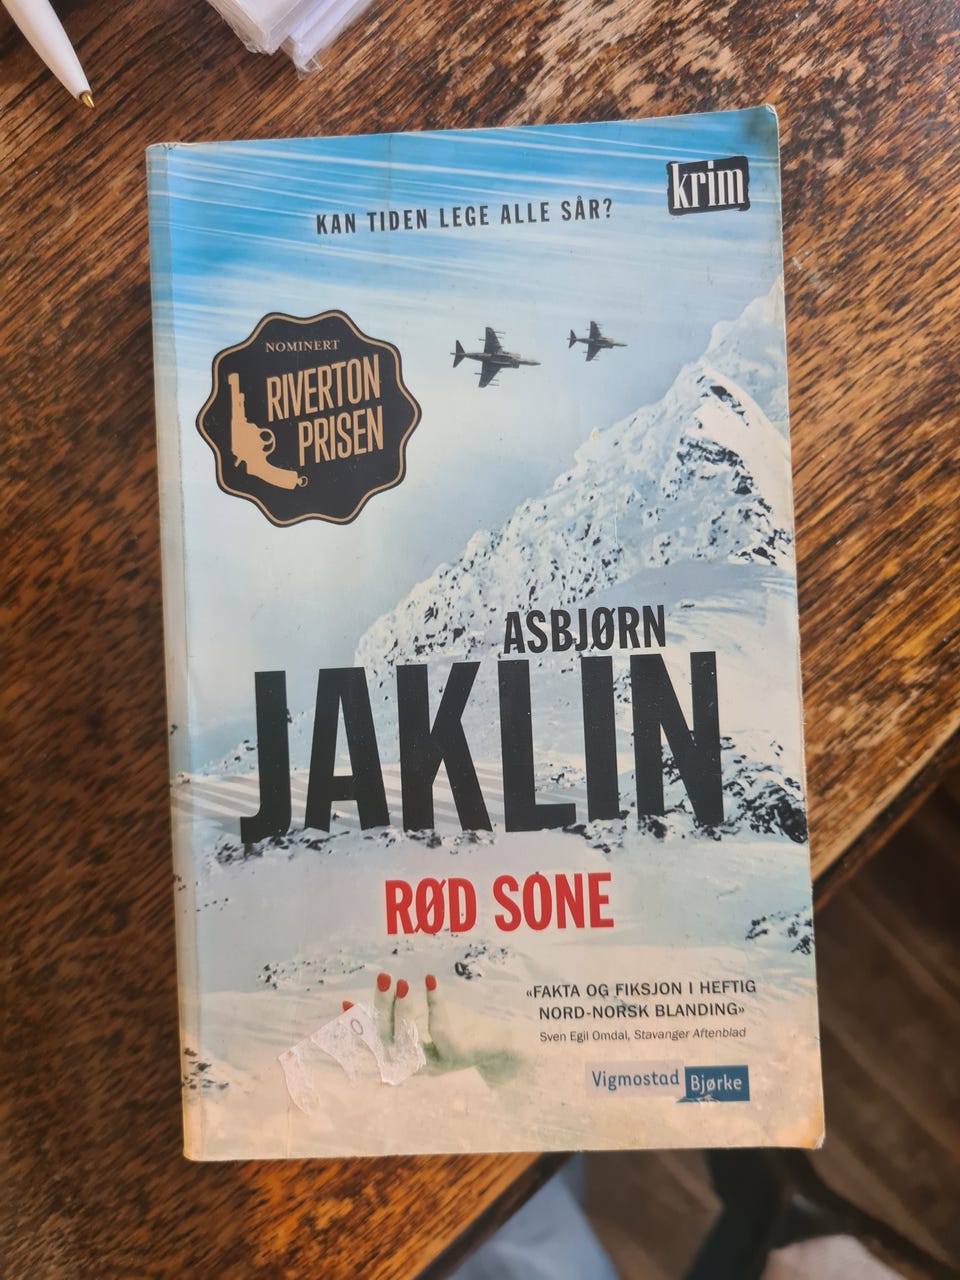 krim
KAN TIDEN LEGE ALLE SÅR?
NOMINERT
RIVERTON
PRISEN
ASBJØRN
JAKLIN
RØD SONE
«FAKTA OG FIKSJON I HEFTIG
NORD-NORSK BLANDING»
Sven Egil Omdal, Stavanger Aftenblad
Vigmostad Bjørke